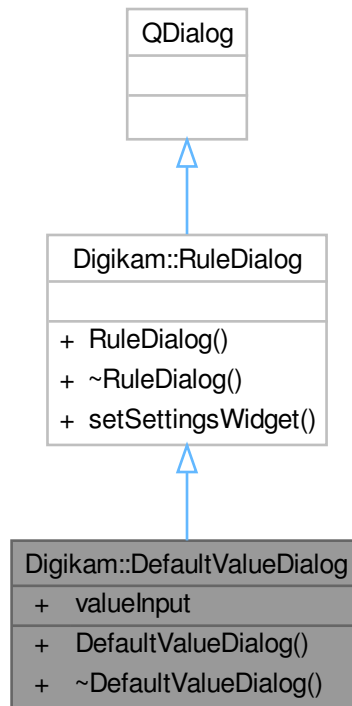 QDialog
Digikam::RuleDialog
+ RuleDialog()
+ ~RuleDialog()
+ setSettingsWidget()
Digikam::DefaultValueDialog
+ valueInput
+ DefaultValueDialog()
+ ~DefaultValueDialog()